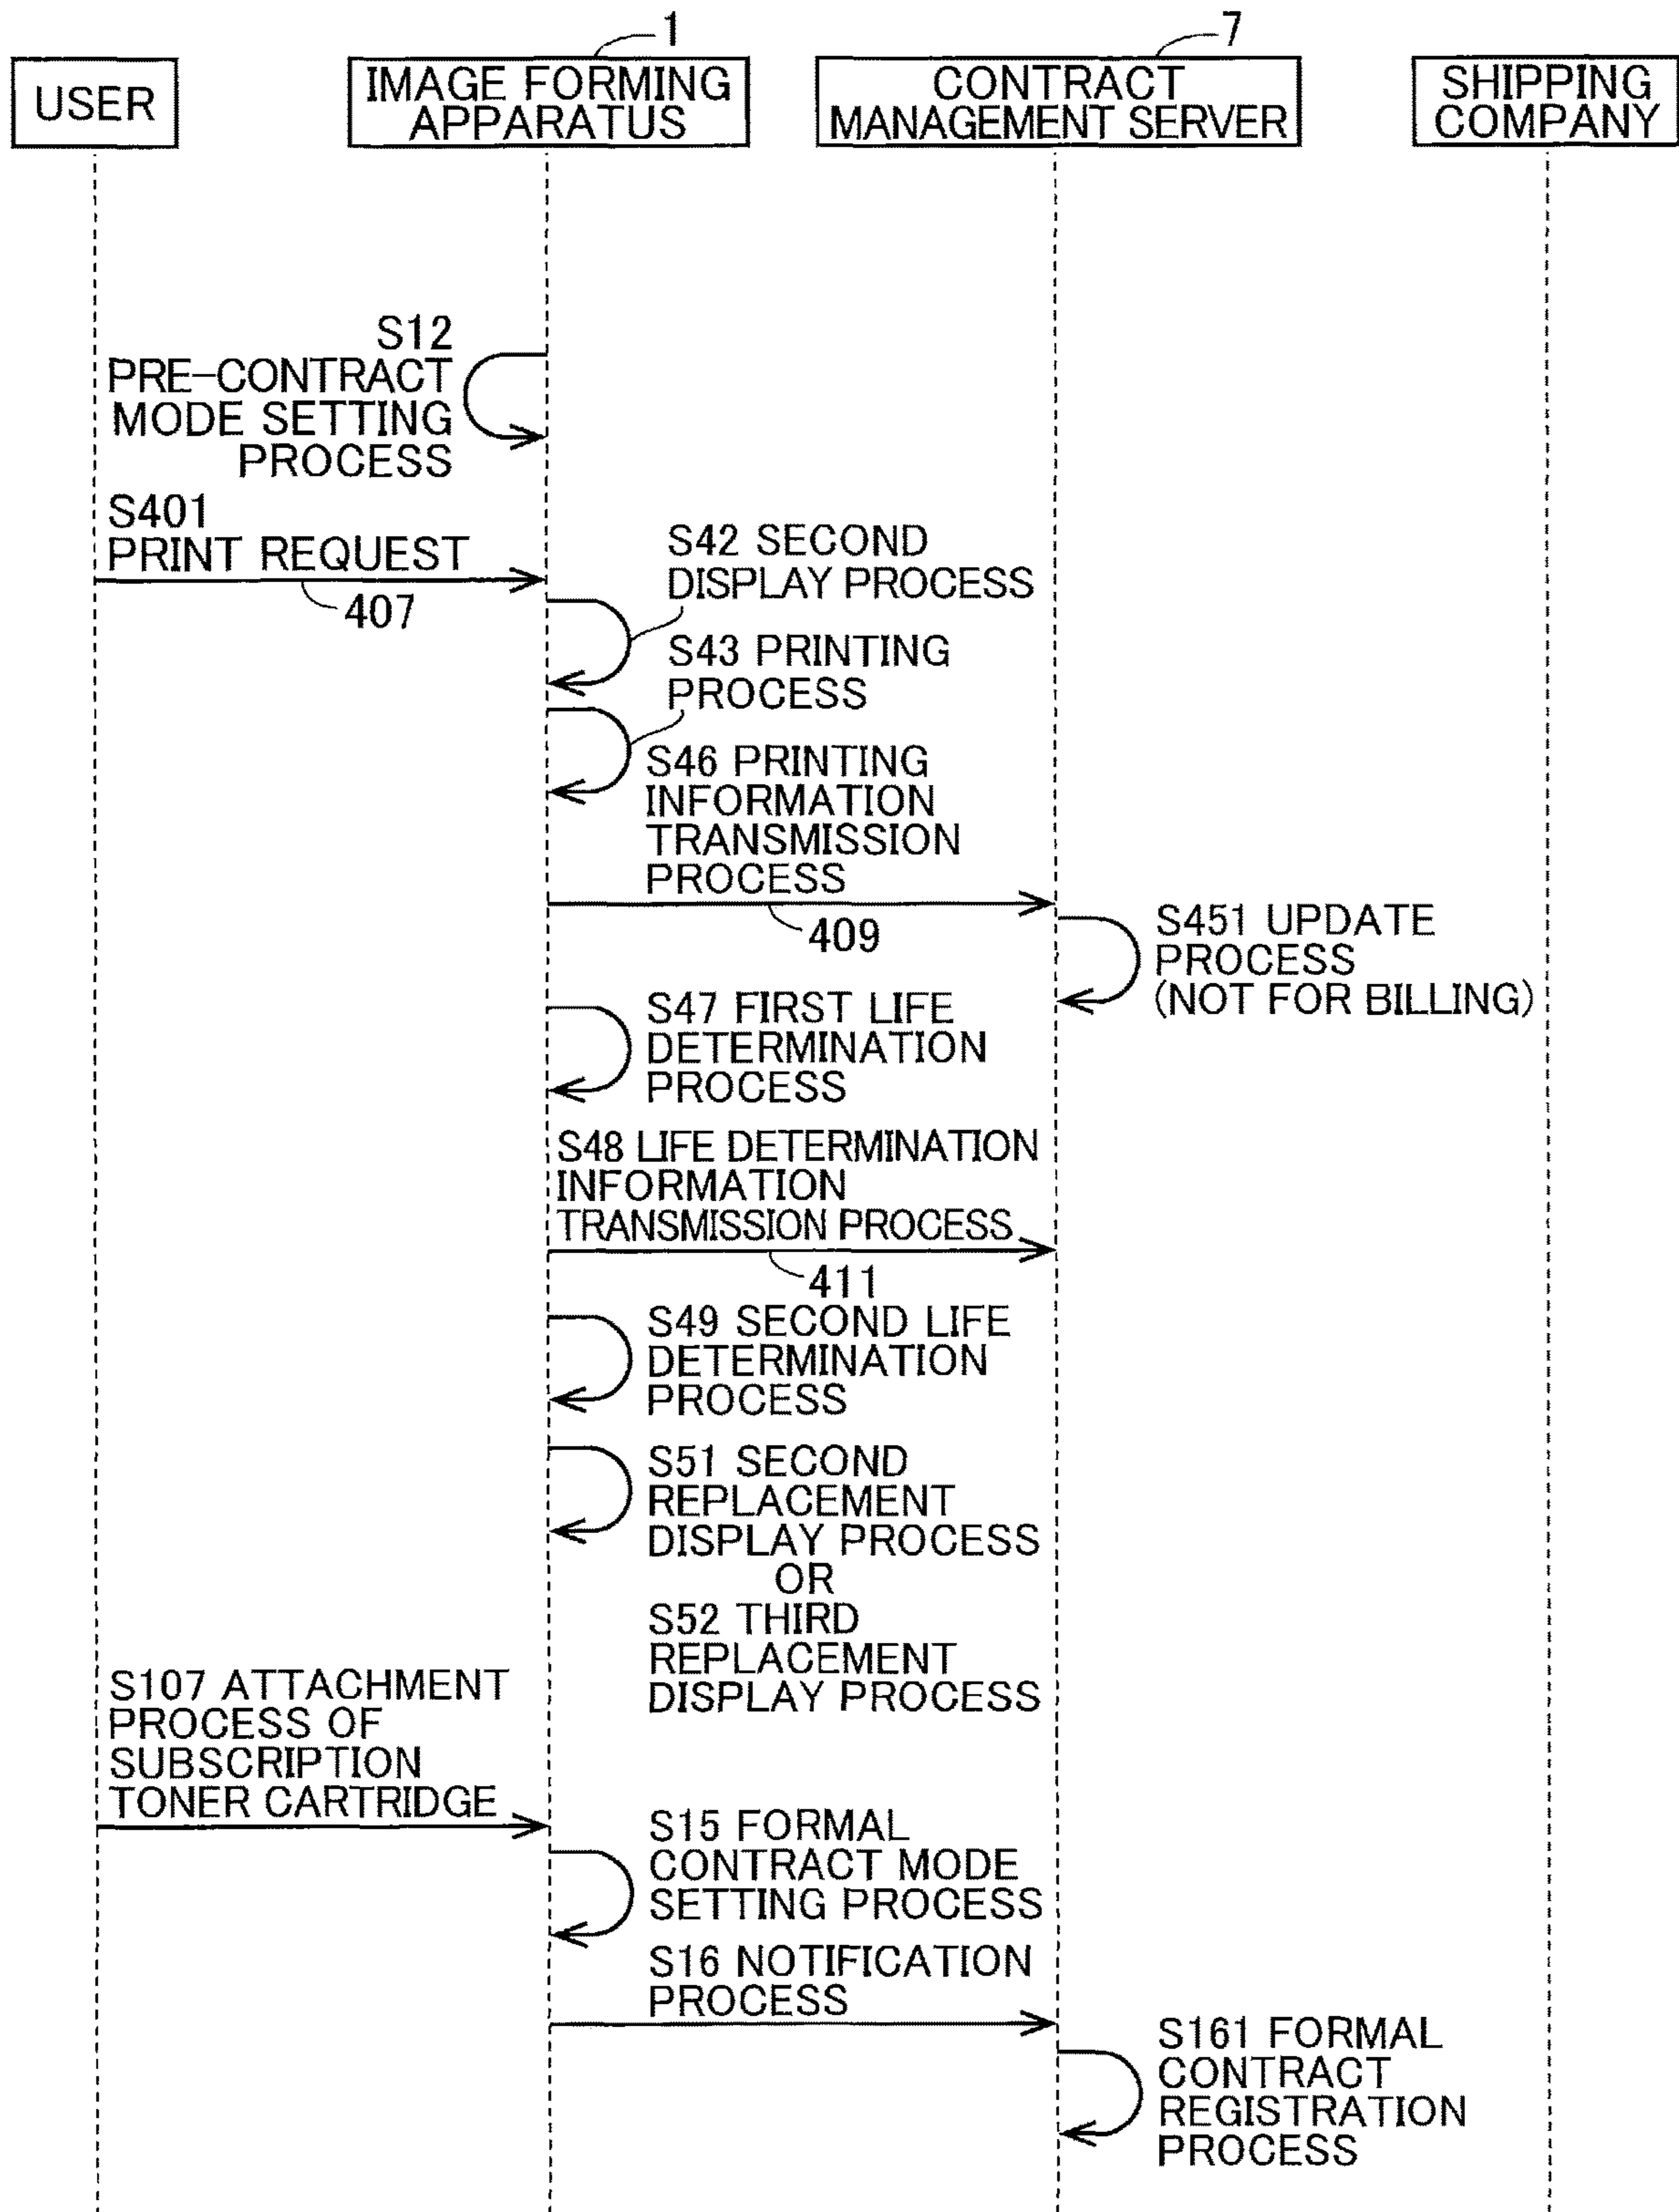 1
7
USER
IMAGE FORMING
APPARATUS
CONTRACT
MANAGEMENT SERVER
SHIPPING
COMPANY
S12
PRE-CONTRACT
MODE SETTING
PROCESS
S401
PRINT REQUEST
407
S42 SECOND
DISPLAY PROCESS
S43 PRINTING
PROCESS
S46 PRINTING
INFORMATION
TRANSMISSION
PROCESS
409
S451 UPDATE
PROCESS
(NOT FOR BILLING)
S47 FIRST LIFE
DETERMINATION
PROCESS
S48 LIFE DETERMINATION
INFORMATION
TRANSMISSION PROCESS
411
S49 SECOND LIFE
DETERMINATION
PROCESS
S51 SECOND
REPLACEMENT
DISPLAY PROCESS
OR
S52 THIRD
REPLACEMENT
DISPLAY PROCESS
S107 ATTACHMENT
PROCESS OF
SUBSCRIPTION
TONER CARTRIDGE
S15 FORMAL
CONTRACT MODE
SETTING PROCESS
S16 NOTIFICATION
PROCESS
S161 FORMAL
CONTRACT
REGISTRATION
PROCESS